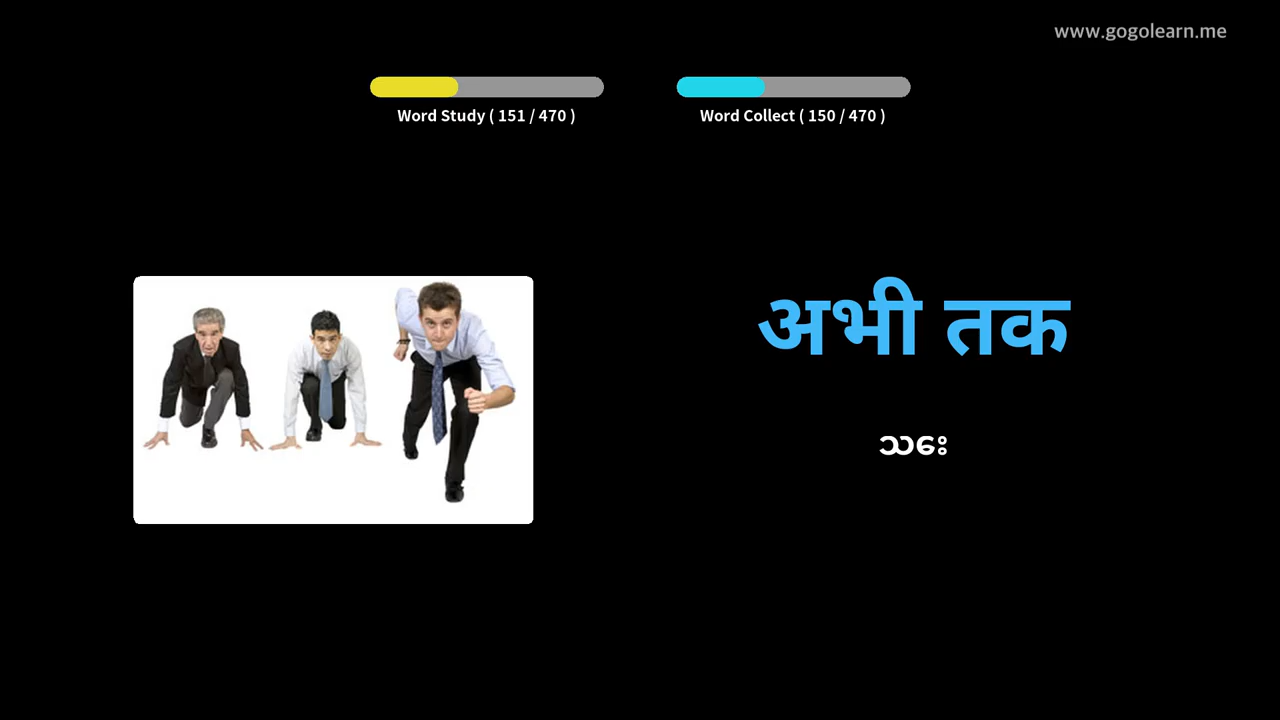 www.gogolearn.me
Word Study ( 151 / 470 )
Word Collect ( 150 / 470 )
अभी तक
သေး